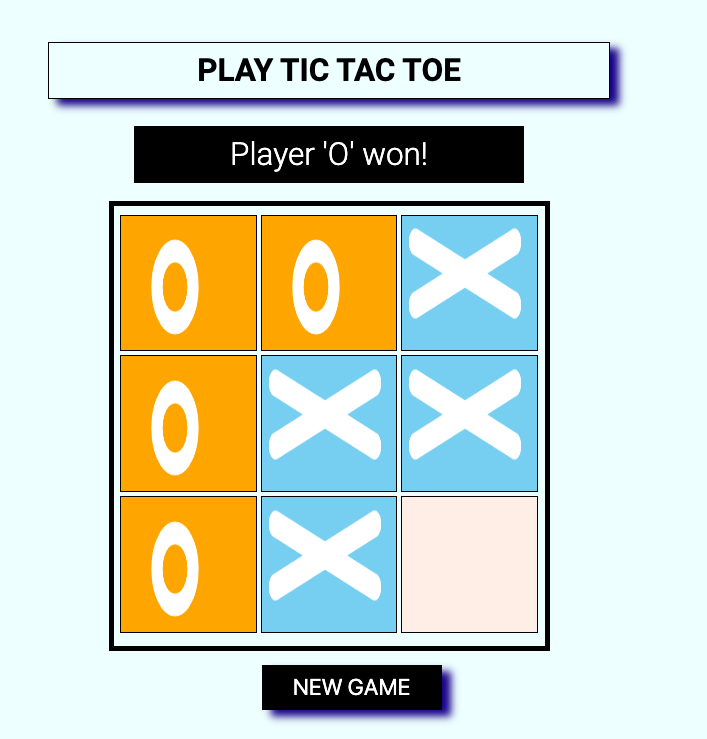 PLAY TIC TAC TOE
Player 'O' won!
O O X
O X X
O X
NEW GAME